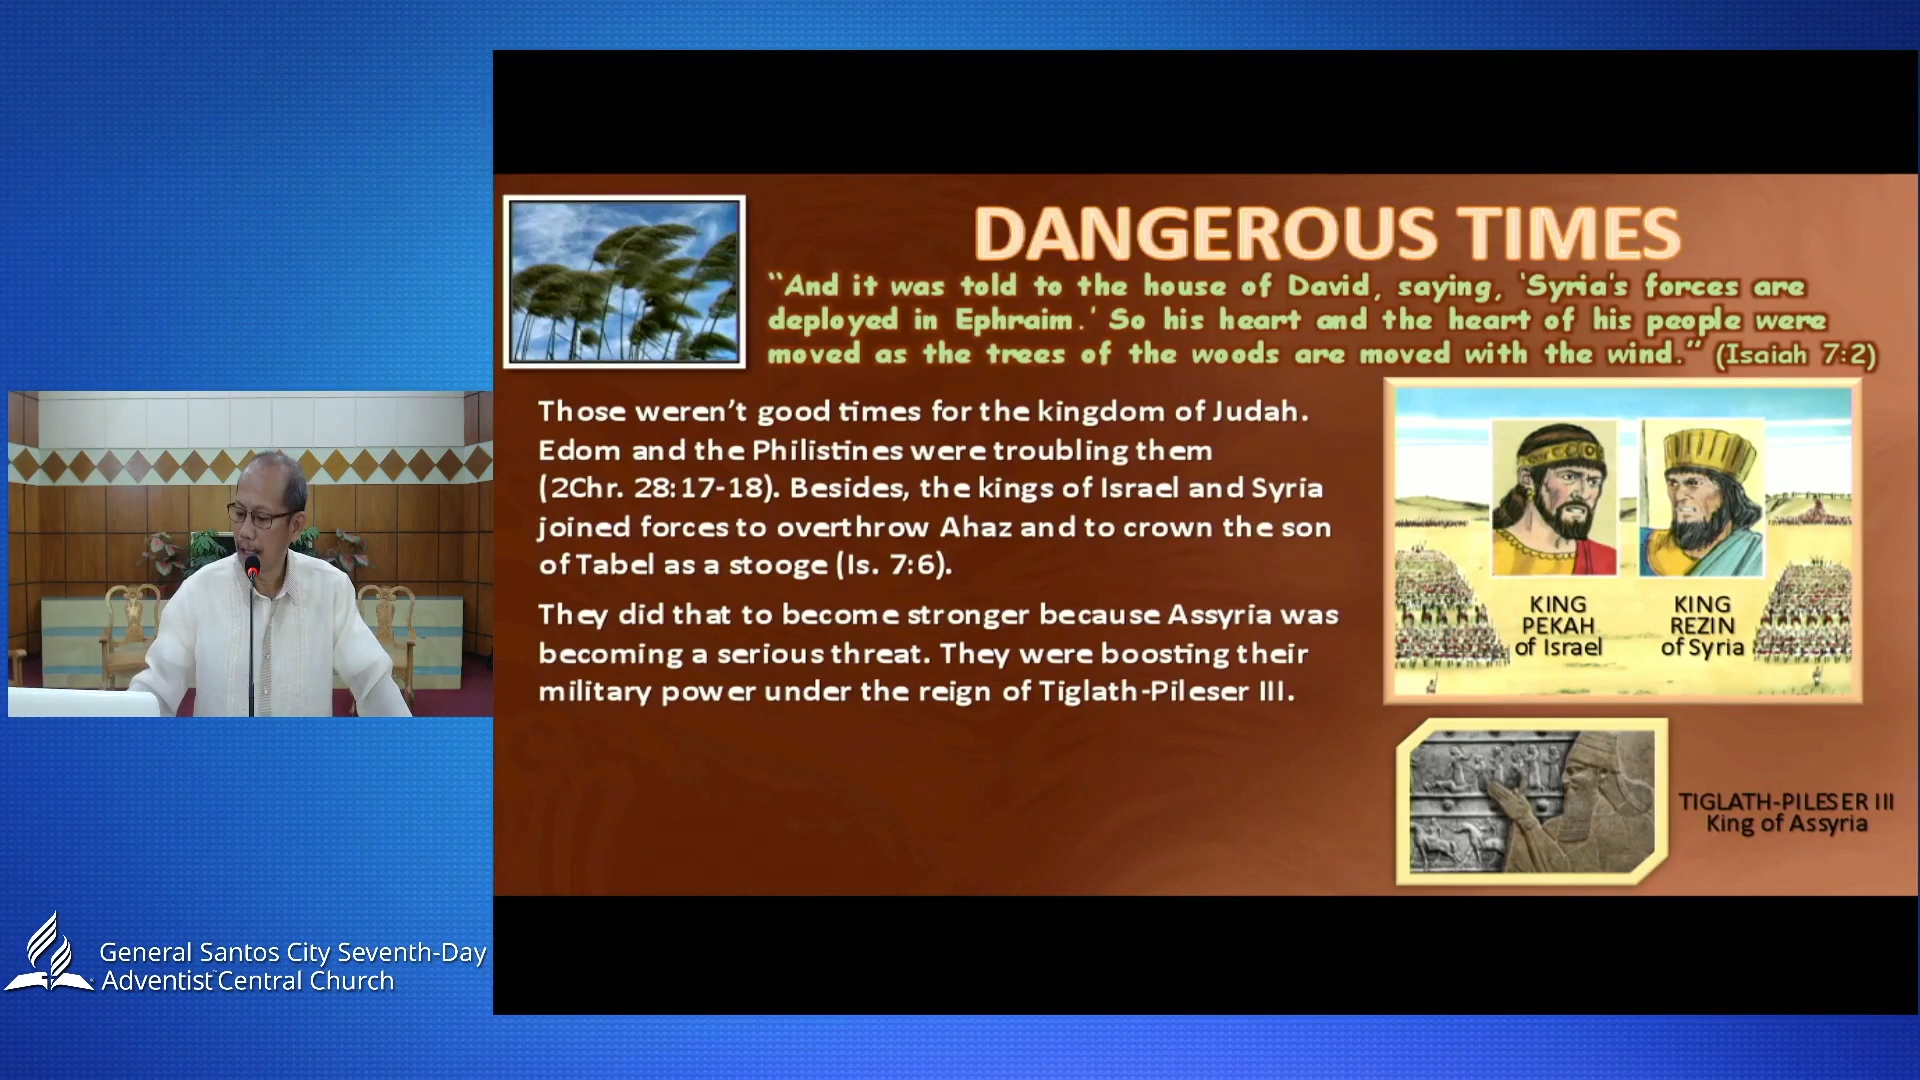 DANGEROUS TIMES
“And it was told to the house of David, saying, ‘Syria's forces are
deployed in Ephraim.’ So his heart and the heart of his people were
moved as the trees of the woods are moved with the wind.” (Isaiah 7:2)
Those weren’t good times for the kingdom of Judah.
Edom and the Philistines were troubling them
(2Chr. 28:17-18). Besides, the kings of Israel and Syria
joined forces to overthrow Ahaz and to crown the son
of Tabel as a stooge (Is. 7:6).
They did that to become stronger because Assyria was
becoming a serious threat. They were boosting their
military power under the reign of Tiglath-Pileser III.
KING
PEKAH
of Israel
KING
REZIN
of Syria
TIGLATH-PILESER III
King of Assyria
General Santos City Seventh-Day
Adventist Central Church